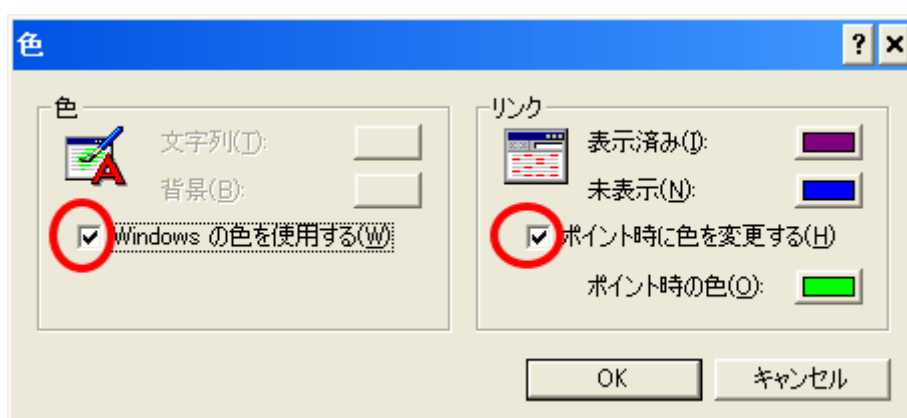 色
色
文字列(T):
背景(B):
Windows の色を使用する(W)
リンク
表示済み(I):
未表示(N):
ポイント時に色を変更する(H)
ポイント時の色(O):
OK
キャンセル